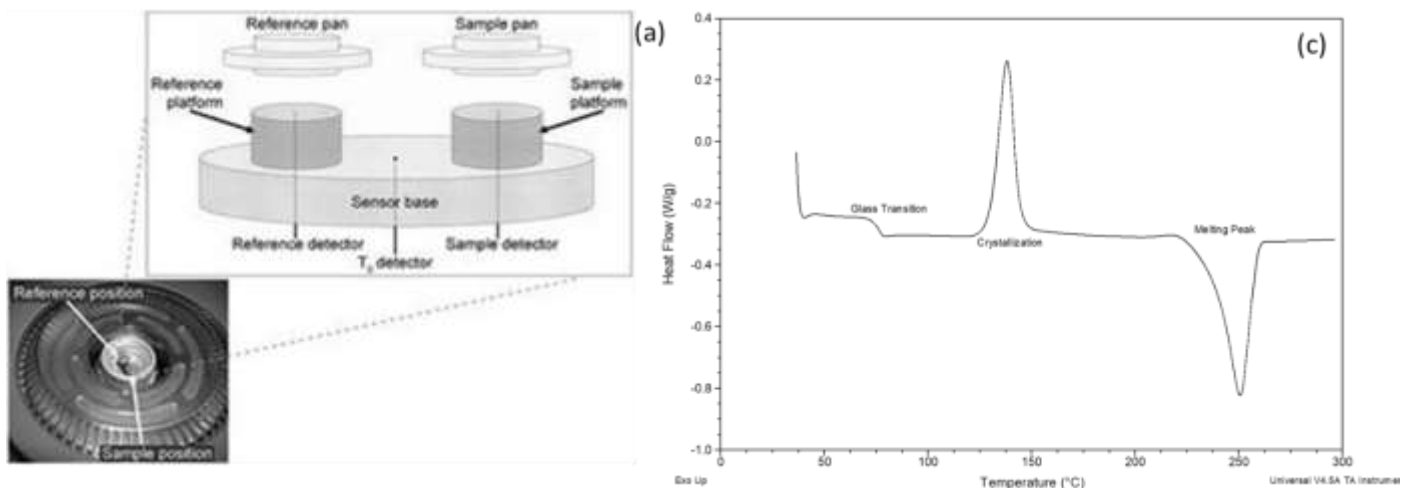 Reference pan
Sample pan
(a)
Reference
platform
Sample
platform
Sensor base
Reference detector
Sample detector
T0 detector
Reference position
Sample position
(c)
0.4
0.2
0.0
-0.2
-0.4
-0.6
-0.8
-1.0
Heat Flow (W/g)
Glass Transition
Crystallization
Melting Peak
0
50
100
150
200
250
300
Exo Up
Temperature (°C)
Universal V4.5A TA Instrumen